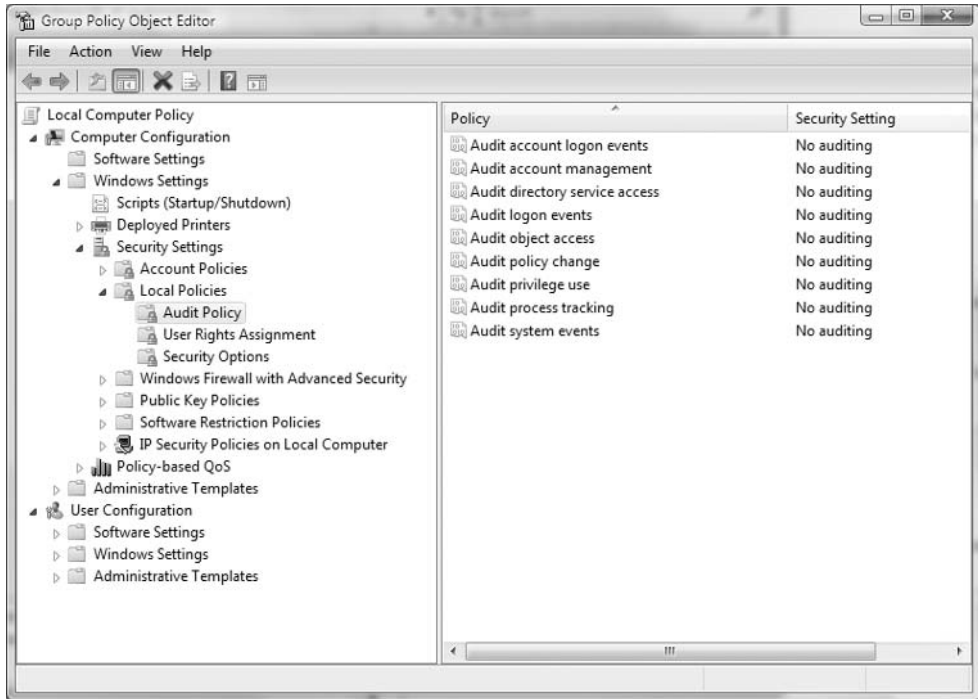 Group Policy Object Editor
File Action View Help
Local Computer Policy
Computer Configuration
Software Settings
Windows Settings
Scripts (Startup/Shutdown)
Deployed Printers
Security Settings
Account Policies
Local Policies
Audit Policy
User Rights Assignment
Security Options
Windows Firewall with Advanced Security
Public Key Policies
Software Restriction Policies
IP Security Policies on Local Computer
Policy-based QoS
Administrative Templates
User Configuration
Software Settings
Windows Settings
Administrative Templates
Policy Security Setting
Audit account logon events No auditing
Audit account management No auditing
Audit directory service access No auditing
Audit logon events No auditing
Audit object access No auditing
Audit policy change No auditing
Audit privilege use No auditing
Audit process tracking No auditing
Audit system events No auditing